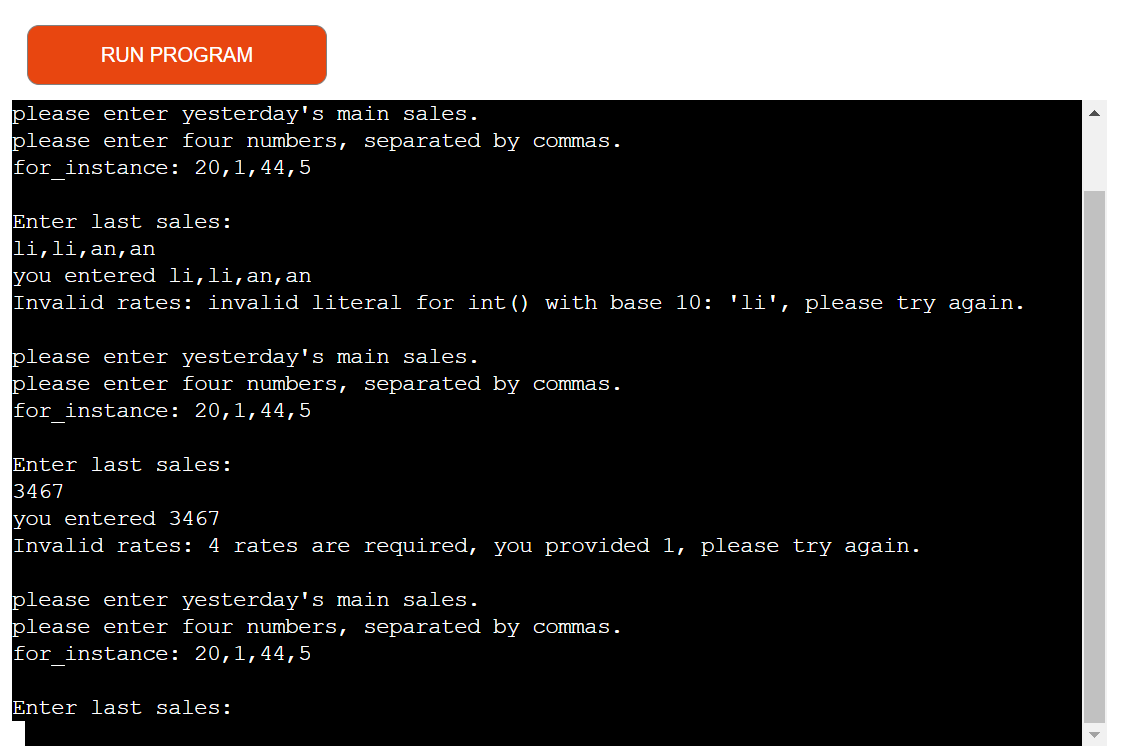 RUN PROGRAM
please enter yesterday's main sales.
please enter four numbers, separated by commas.
for_instance: 20,1,44,5
Enter last sales:
li,li,an,an
you entered li,li,an,an
Invalid rates: invalid literal for int() with base 10: 'li', please try again.
please enter yesterday's main sales.
please enter four numbers, separated by commas.
for_instance: 20,1,44,5
Enter last sales:
3467
you entered 3467
Invalid rates: 4 rates are required, you provided 1, please try again.
please enter yesterday's main sales.
please enter four numbers, separated by commas.
for_instance: 20,1,44,5
Enter last sales: